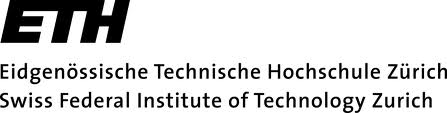 ETH
Eidgenössische Technische Hochschule Zürich
Swiss Federal Institute of Technology Zurich